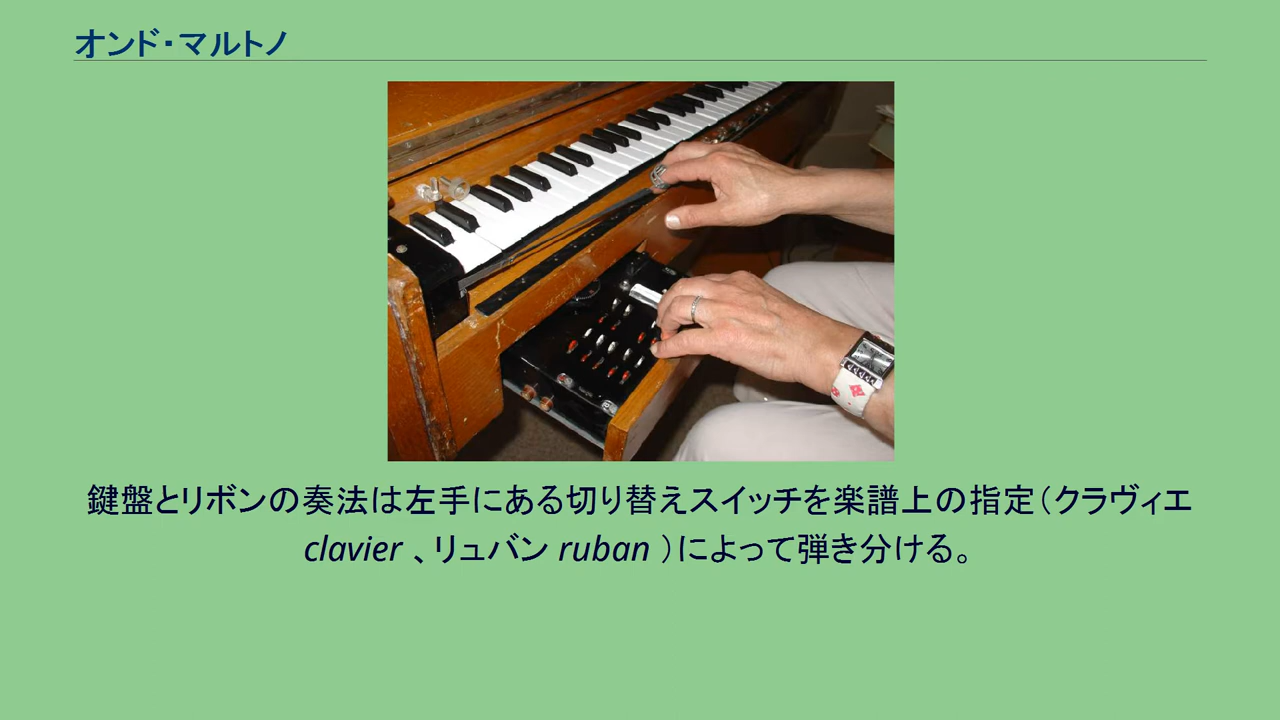 オンド・マルトノ
鍵盤とリボンの奏法は左手にある切り替えスイッチを楽譜上の指定（クラヴィエ
clavier 、リュバン ruban ）によって弾き分ける。